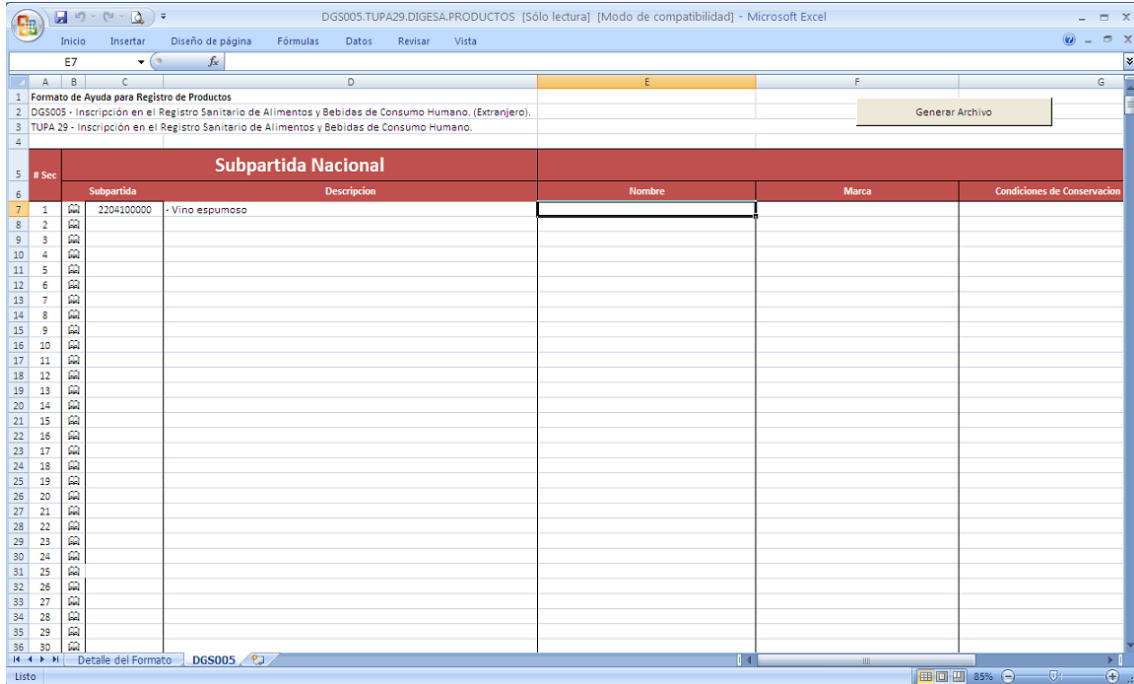 DGS005.TUPA29.DIGESA.PRODUCTOS [Sólo lectura] [Modo de compatibilidad] - Microsoft Excel
Inicio Insertar Diseño de página Fórmulas Datos Revisar Vista
E7 fx
A B C D E F G
1 Formato de Ayuda para Registro de Productos
2 DGS005 - Inscripción en el Registro Sanitario de Alimentos y Bebidas de Consumo Humano. (Extranjero).
Generar Archivo
3 TUPA 29 - Inscripción en el Registro Sanitario de Alimentos y Bebidas de Consumo Humano.
4
5 # Sec Subpartida Nacional
6 Subpartida Descripcion Nombre Marca Condiciones de Conservacion
7 1 2204100000 - Vino espumoso
8 2
9 3
10 4
11 5
12 6
13 7
14 8
15 9
16 10
17 11
18 12
19 13
20 14
21 15
22 16
23 17
24 18
25 19
26 20
27 21
28 22
29 23
30 24
31 25
32 26
33 27
34 28
35 29
36 30
Detalle del Formato DGS005
Listo 85%